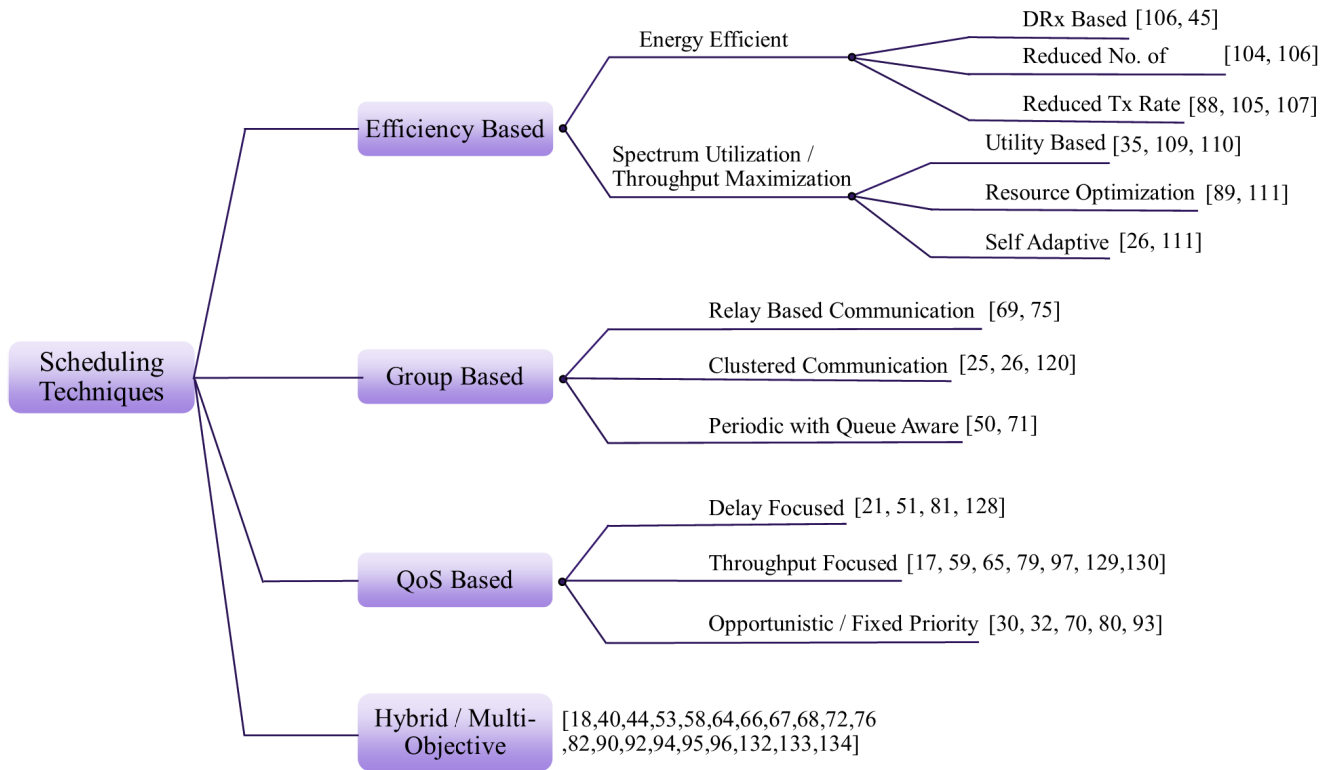 Scheduling
Techniques
Efficiency Based
Energy Efficient
DRx Based [106, 45]
Reduced No. of [104, 106]
Reduced Tx Rate [88, 105, 107]
Spectrum Utilization /
Throughput Maximization
Utility Based [35, 109, 110]
Resource Optimization [89, 111]
Self Adaptive [26, 111]
Group Based
Relay Based Communication [69, 75]
Clustered Communication [25, 26, 120]
Periodic with Queue Aware [50, 71]
QoS Based
Delay Focused [21, 51, 81, 128]
Throughput Focused [17, 59, 65, 79, 97, 129,130]
Opportunistic / Fixed Priority [30, 32, 70, 80, 93]
Hybrid / Multi-
Objective
[18,40,44,53,58,64,66,67,68,72,76
,82,90,92,94,95,96,132,133,134]